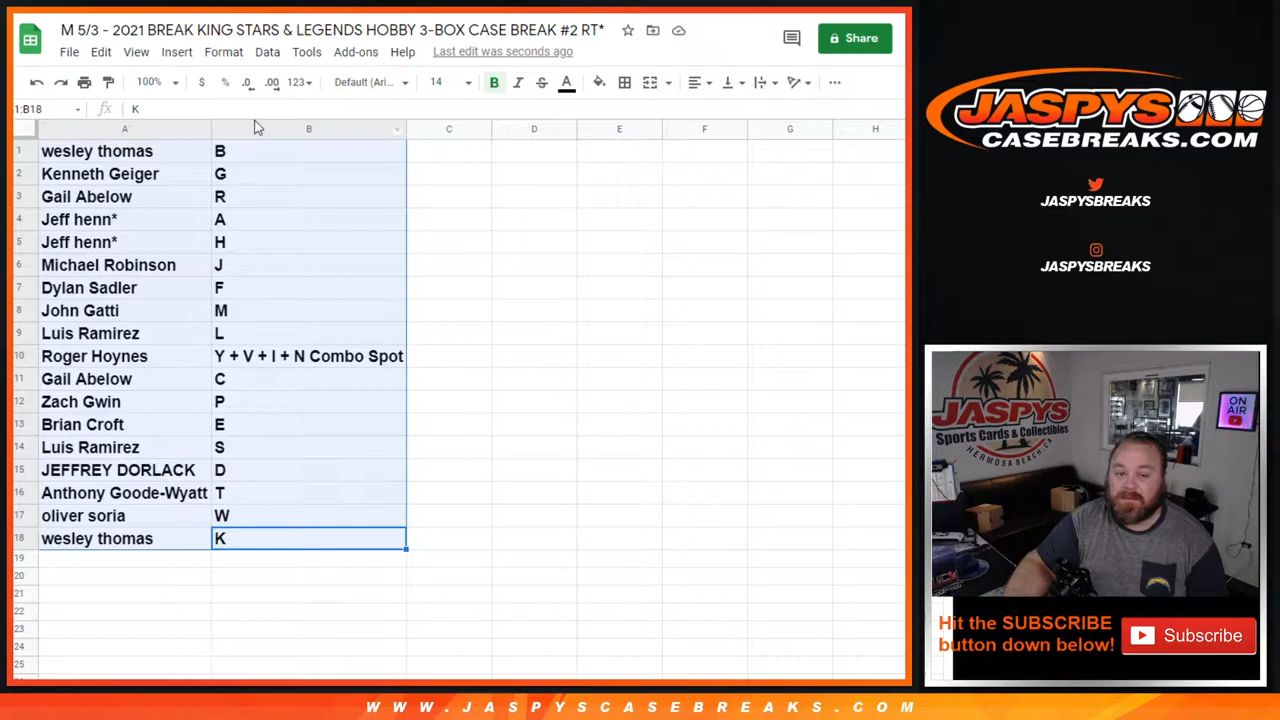 M 5/3 - 2021 BREAK KING STARS & LEGENDS HOBBY 3-BOX CASE BREAK #2 RT*
File Edit View Insert Format Data Tools Add-ons Help Last edit was seconds ago
Share
100% $ % .0 .00 123 Default (Ari... 14 B I S A
1:B18 fx K
A B C D E F G H
1 wesley thomas B
2 Kenneth Geiger G
3 Gail Abelow R
4 Jeff henn* A
5 Jeff henn* H
6 Michael Robinson J
7 Dylan Sadler F
8 John Gatti M
9 Luis Ramirez L
10 Roger Hoynes Y + V + I + N Combo Spot
11 Gail Abelow C
12 Zach Gwin P
13 Brian Croft E
14 Luis Ramirez S
15 JEFFREY DORLACK D
16 Anthony Goode-Wyatt T
17 oliver soria W
18 wesley thomas K
19
20
21
22
23
24
25
JASPYS
CASEBREAKS.COM
JASPYSBREAKS
JASPYSBREAKS
JASPYS
Sports Cards & Collectibles
HERMOSA BEACH, CA
ON
AIR
Hit the SUBSCRIBE
button down below!
Subscribe
WWW.JASPYSCASEBREAKS.COM